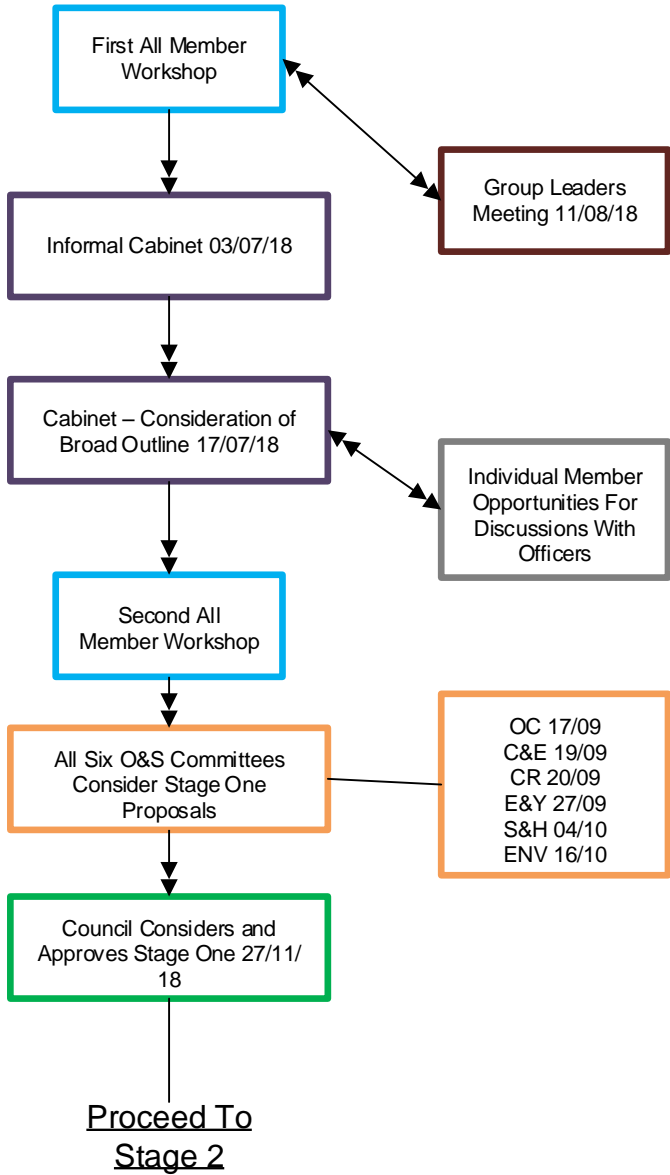 First All Member
Workshop
Group Leaders
Meeting 11/08/18
Informal Cabinet 03/07/18
Cabinet – Consideration of
Broad Outline 17/07/18
Individual Member
Opportunities For
Discussions With
Officers
Second All
Member Workshop
All Six O&S Committees
Consider Stage One
Proposals
OC 17/09
C&E 19/09
CR 20/09
E&Y 27/09
S&H 04/10
ENV 16/10
Council Considers and
Approves Stage One 27/11/
18
Proceed To
Stage 2